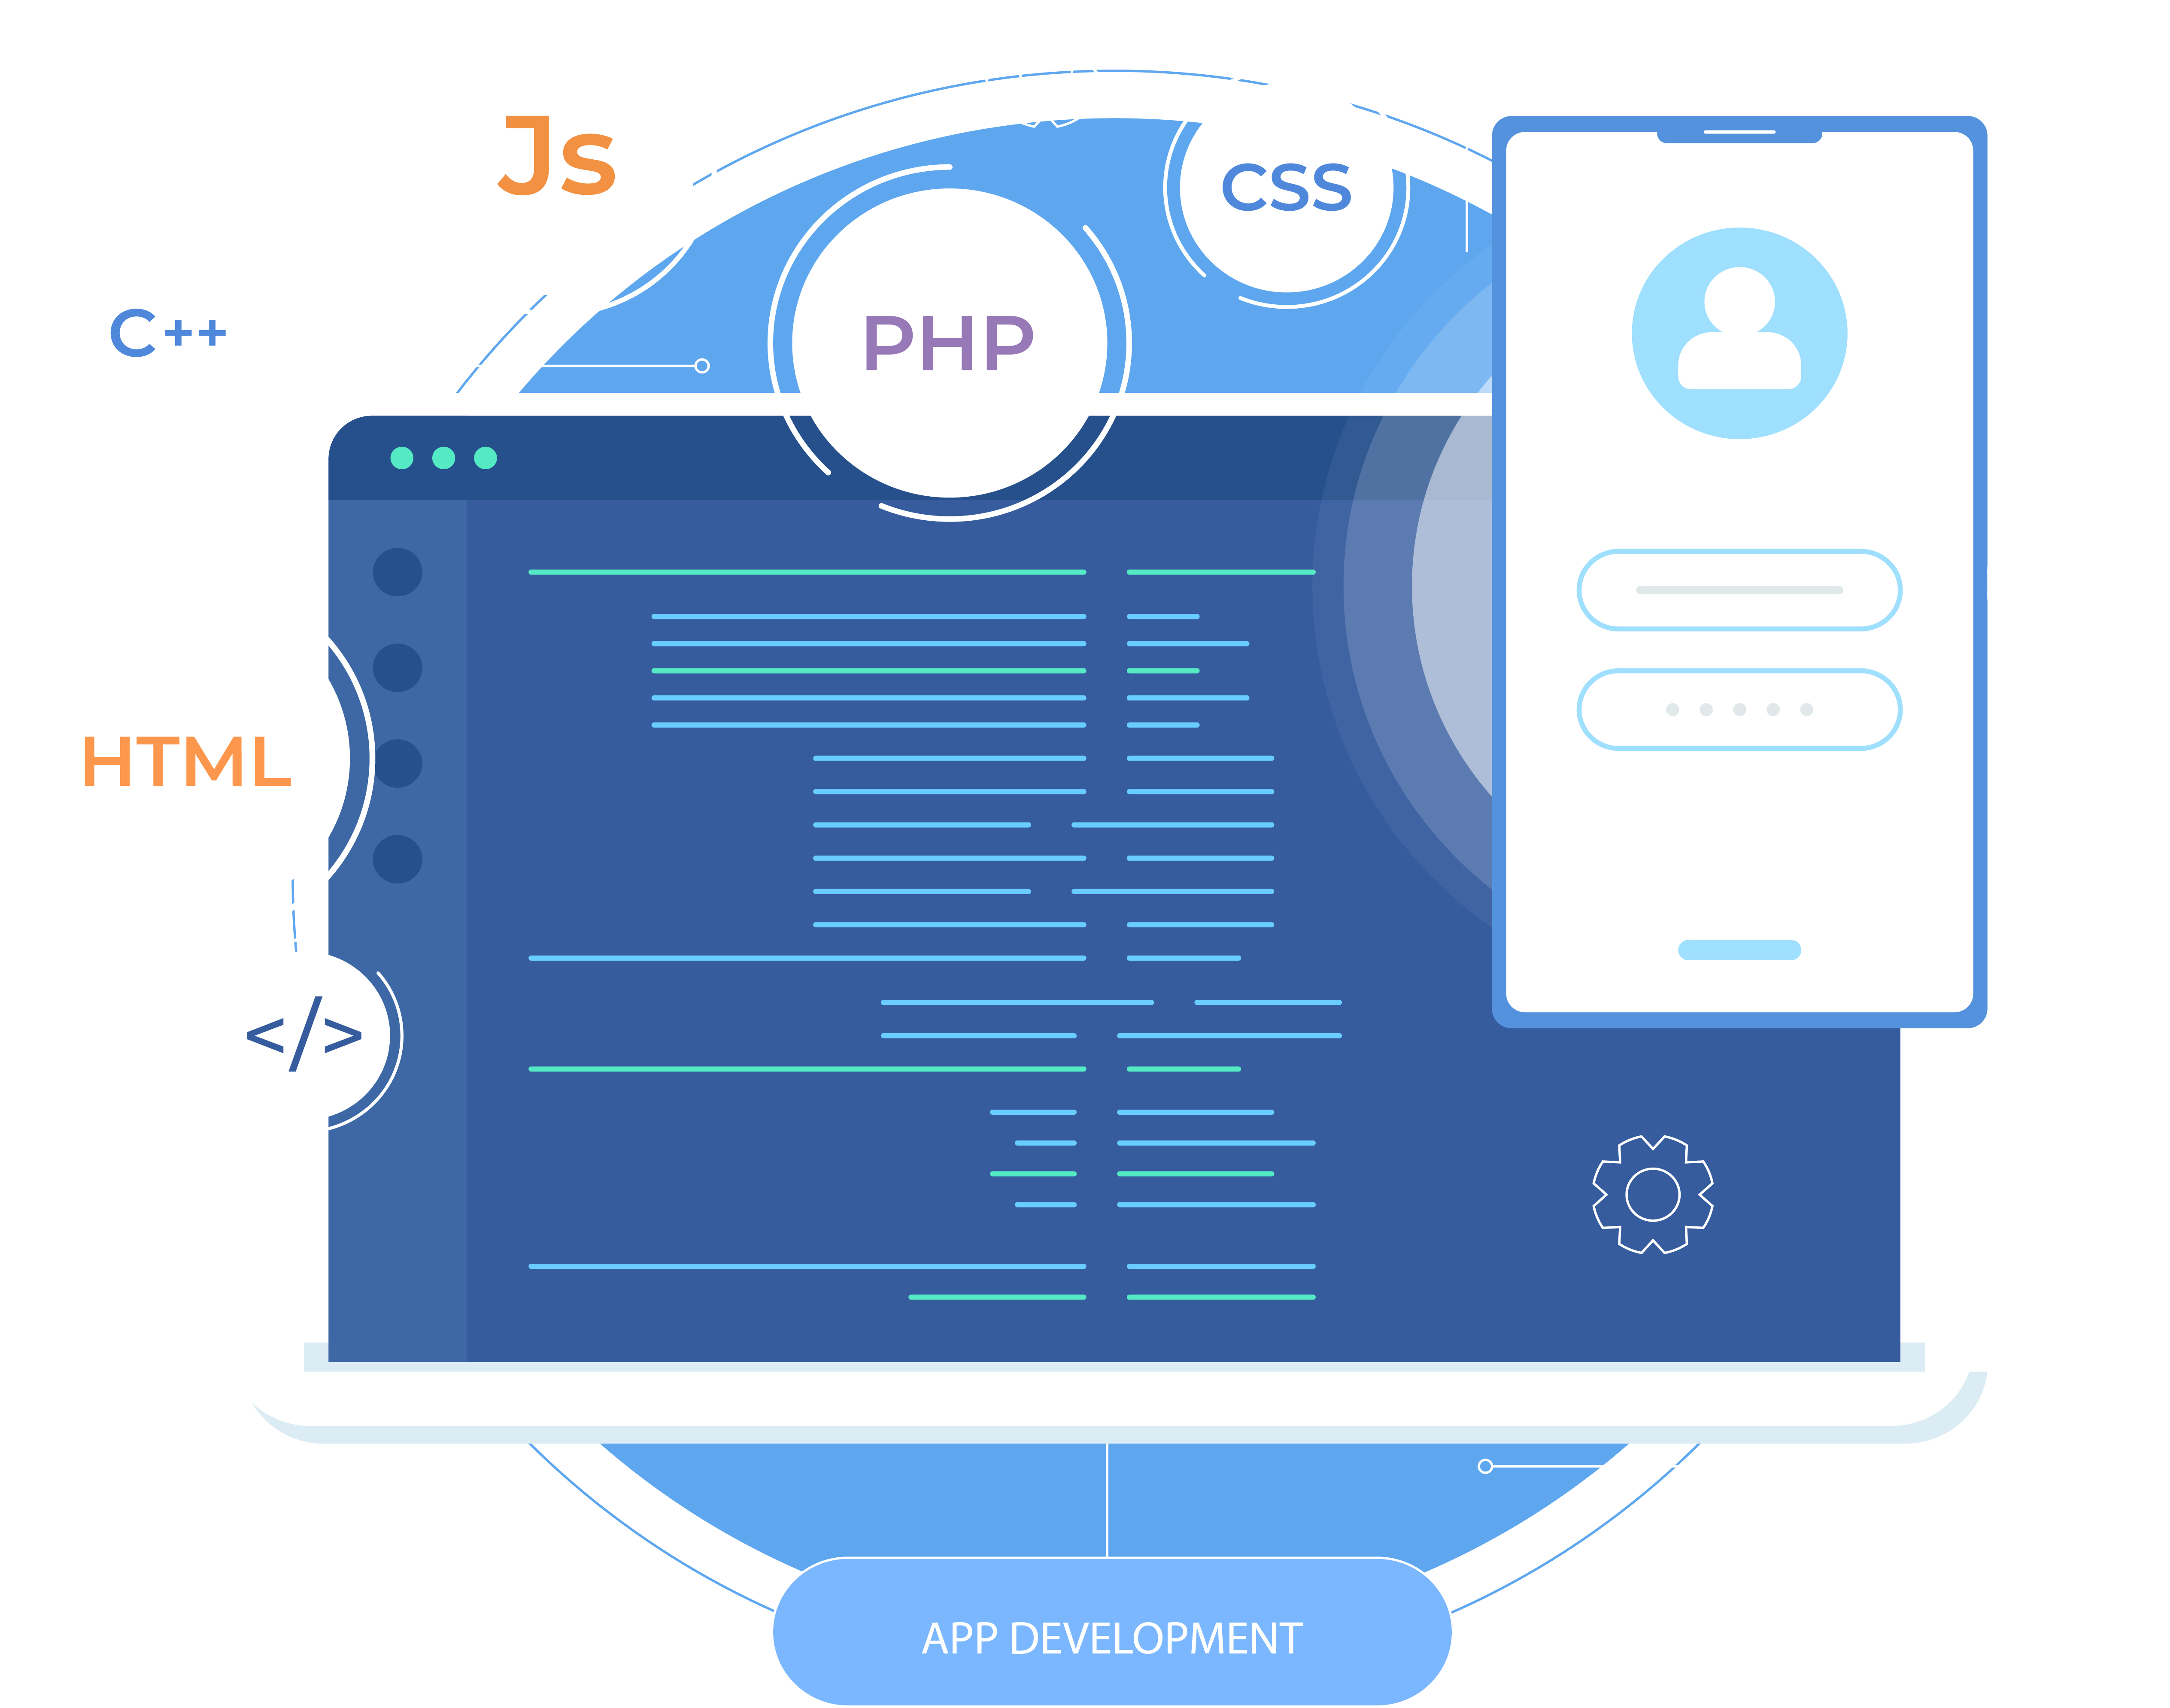 Js
CSS
C++
PHP
HTML
</>
APP DEVELOPMENT